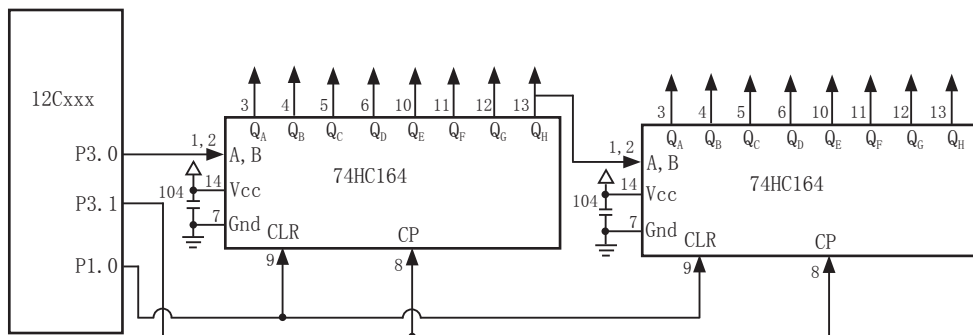 12Cxxx
P3.0
P3.1
P1.0
3 4 5 6 10 11 12 13
QA QB QC QD QE QF QG QH
1,2
A,B
74HC164
14
Vcc
104
7
Gnd
CLR
CP
9
8
3 4 5 6 10 11 12 13
QA QB QC QD QE QF QG QH
1,2
A,B
74HC164
14
Vcc
104
7
Gnd
CLR
CP
9
8